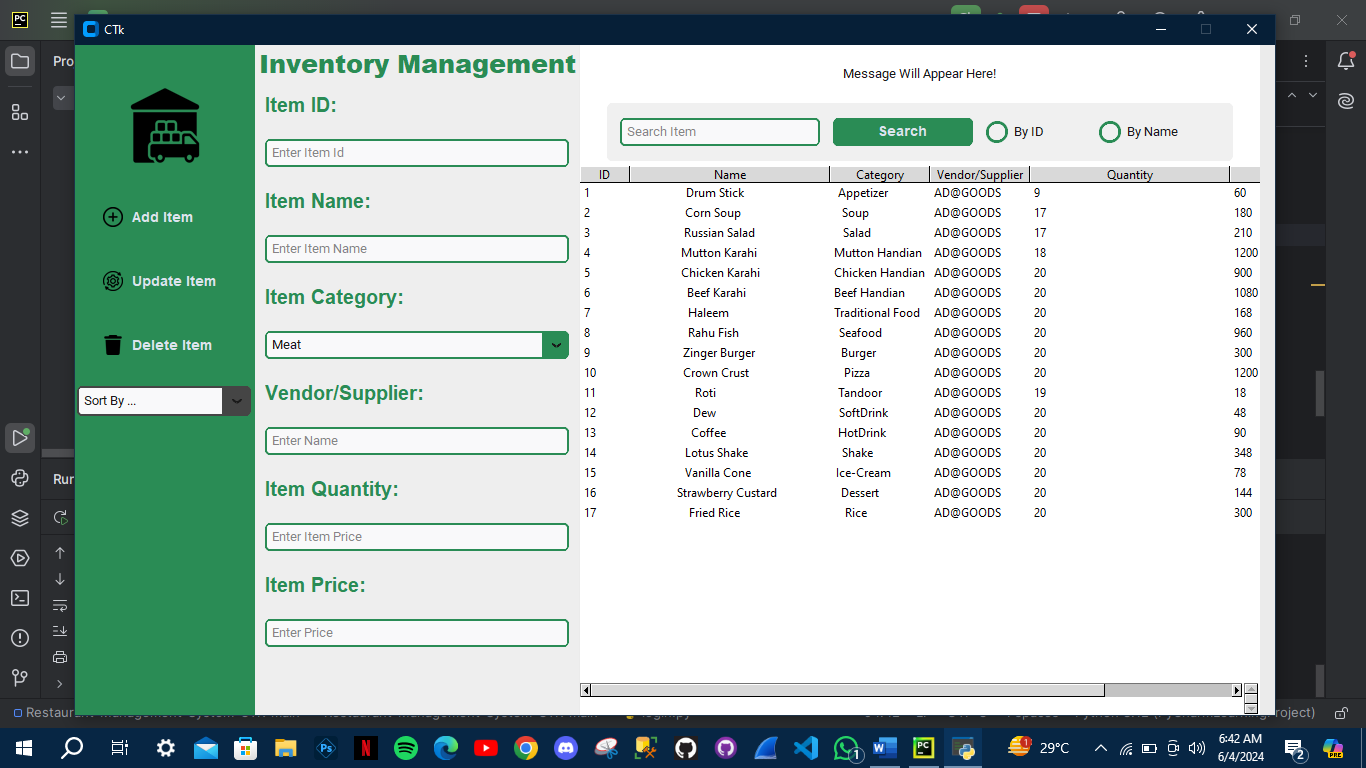 PC
CTk
Pro
Run
Add Item
Update Item
Delete Item
Sort By ...
Inventory Management
Item ID:
Enter Item Id
Item Name:
Enter Item Name
Item Category:
Meat
Vendor/Supplier:
Enter Name
Item Quantity:
Enter Item Price
Item Price:
Enter Price
Message Will Appear Here!
Search Item Search By ID By Name
ID Name Category Vendor/Supplier Quantity
1 Drum Stick Appetizer AD@GOODS 9 60
2 Corn Soup Soup AD@GOODS 17 180
3 Russian Salad Salad AD@GOODS 17 210
4 Mutton Karahi Mutton Handian AD@GOODS 18 1200
5 Chicken Karahi Chicken Handian AD@GOODS 20 900
6 Beef Karahi Beef Handian AD@GOODS 20 1080
7 Haleem Traditional Food AD@GOODS 20 168
8 Rahu Fish Seafood AD@GOODS 20 960
9 Zinger Burger Burger AD@GOODS 20 300
10 Crown Crust Pizza AD@GOODS 20 1200
11 Roti Tandoor AD@GOODS 19 18
12 Dew SoftDrink AD@GOODS 20 48
13 Coffee HotDrink AD@GOODS 20 90
14 Lotus Shake Shake AD@GOODS 20 348
15 Vanilla Cone Ice-Cream AD@GOODS 20 78
16 Strawberry Custard Dessert AD@GOODS 20 144
17 Fried Rice Rice AD@GOODS 20 300
Ps N W PC 1 29°C 6:42 AM 2 PRE
6/4/2024